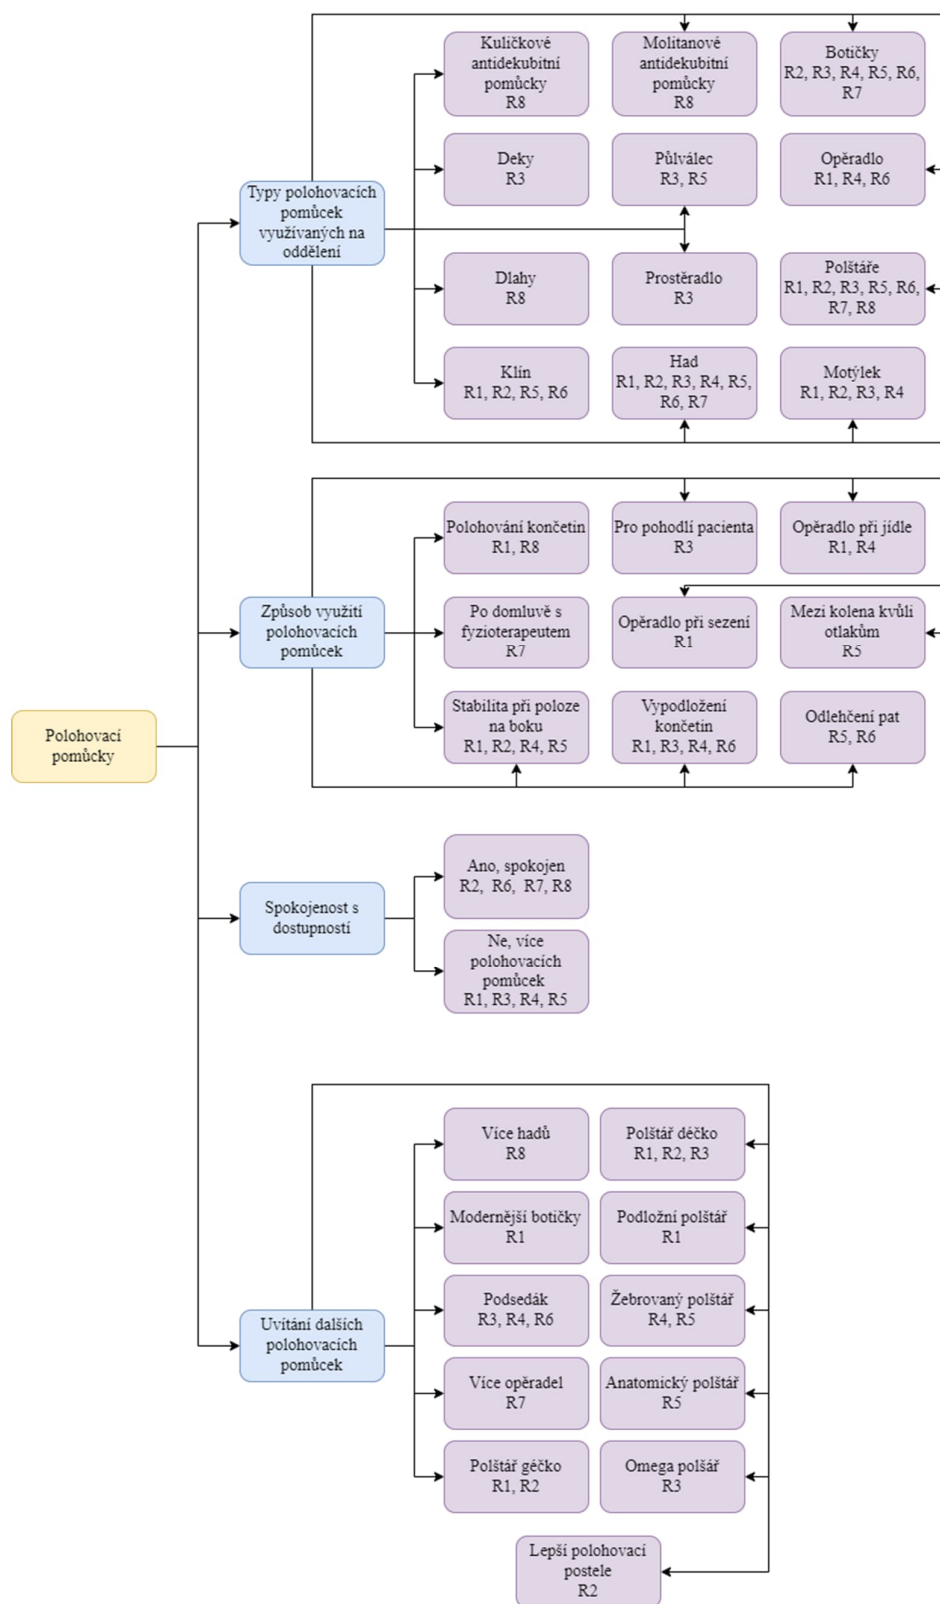 Polohovací
pomůcky
Typy polohovacích
pomůcek
využívaných na
oddělení
Kuličkové
antidekubitní
pomůcky
R8
Molitanové
antidekubitní
pomůcky
R8
Botičky
R2, R3, R4, R5, R6,
R7
Deky
R3
Půlválec
R3, R5
Opěradlo
R1, R4, R6
Dlahy
R8
Prostěradlo
R3
Polštáře
R1, R2, R3, R5, R6,
R7, R8
Klín
R1, R2, R5, R6
Had
R1, R2, R3, R4, R5,
R6, R7
Motýlek
R1, R2, R3, R4
Způsob využití
polohovacích
pomůcek
Polohování končetin
R1, R8
Pro pohodlí pacienta
R3
Opěradlo při jídle
R1, R4
Po domluvě s
fyzioterapeutem
R7
Opěradlo při sezení
R1
Mezi kolena kvůli
otlakům
R5
Stabilita při poloze
na boku
R1, R2, R4, R5
Vypodložení
končetin
R1, R3, R4, R6
Odlehčení pat
R5, R6
Spokojenost s
dostupností
Ano, spokojen
R2, R6, R7, R8
Ne, více
polohovacích
pomůcek
R1, R3, R4, R5
Uvítání dalších
polohovacích
pomůcek
Více hadů
R8
Polštář déčko
R1, R2, R3
Modernější botičky
R1
Podložní polštář
R1
Podsedák
R3, R4, R6
Žebrovaný polštář
R4, R5
Více opěradel
R7
Anatomický polštář
R5
Polštář géčko
R1, R2
Omega polšář
R3
Lepší polohovací
postele
R2